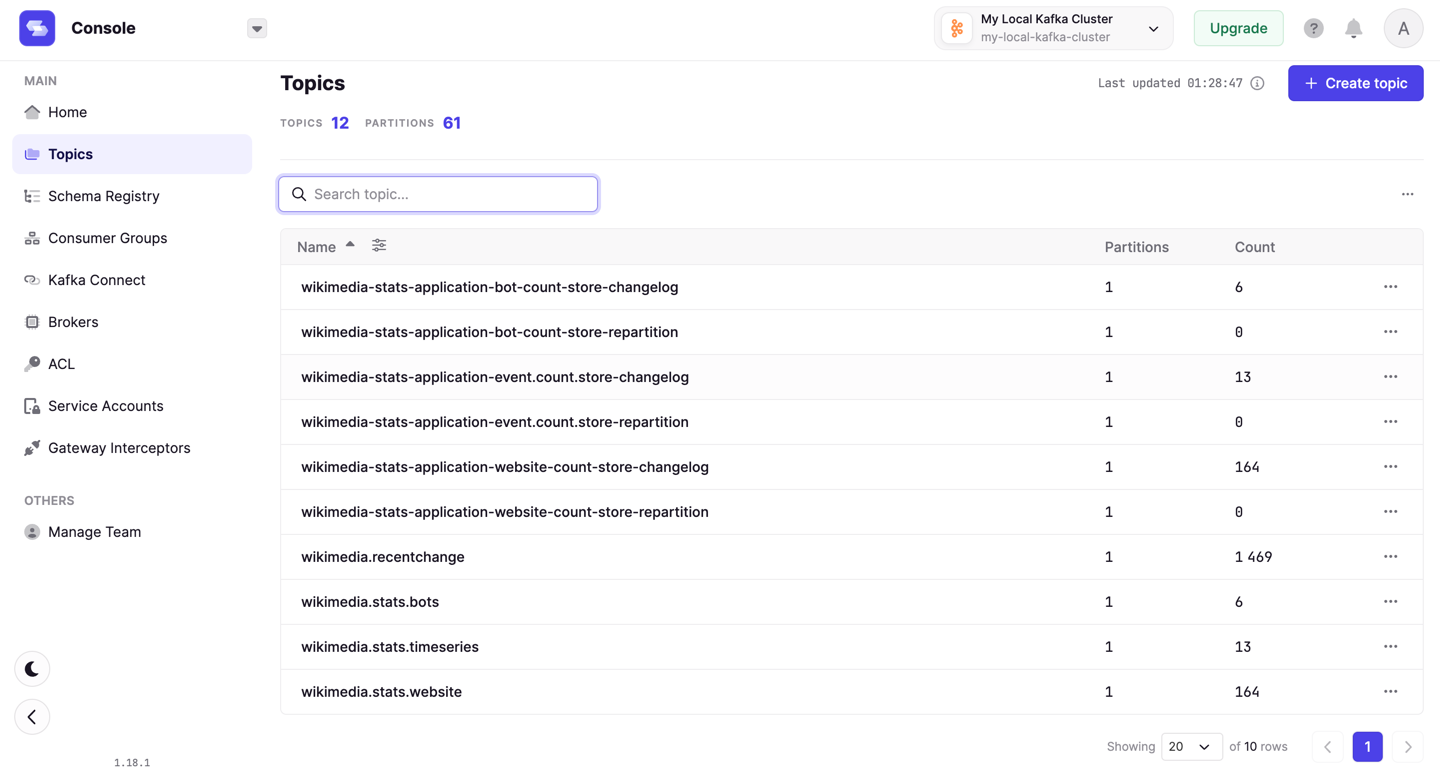 Console
My Local Kafka Cluster
my-local-kafka-cluster
Upgrade
?
A
MAIN
Home
Topics
Schema Registry
Consumer Groups
Kafka Connect
Brokers
ACL
Service Accounts
Gateway Interceptors
OTHERS
Manage Team
1.18.1
Topics
Last updated 01:28:47
+ Create topic
TOPICS 12 PARTITIONS 61
Search topic...
Name Partitions Count
wikimedia-stats-application-bot-count-store-changelog 1 6
wikimedia-stats-application-bot-count-store-repartition 1 0
wikimedia-stats-application-event.count.store-changelog 1 13
wikimedia-stats-application-event.count.store-repartition 1 0
wikimedia-stats-application-website-count-store-changelog 1 164
wikimedia-stats-application-website-count-store-repartition 1 0
wikimedia.recentchange 1 1 469
wikimedia.stats.bots 1 6
wikimedia.stats.timeseries 1 13
wikimedia.stats.website 1 164
Showing 20 of 10 rows 1